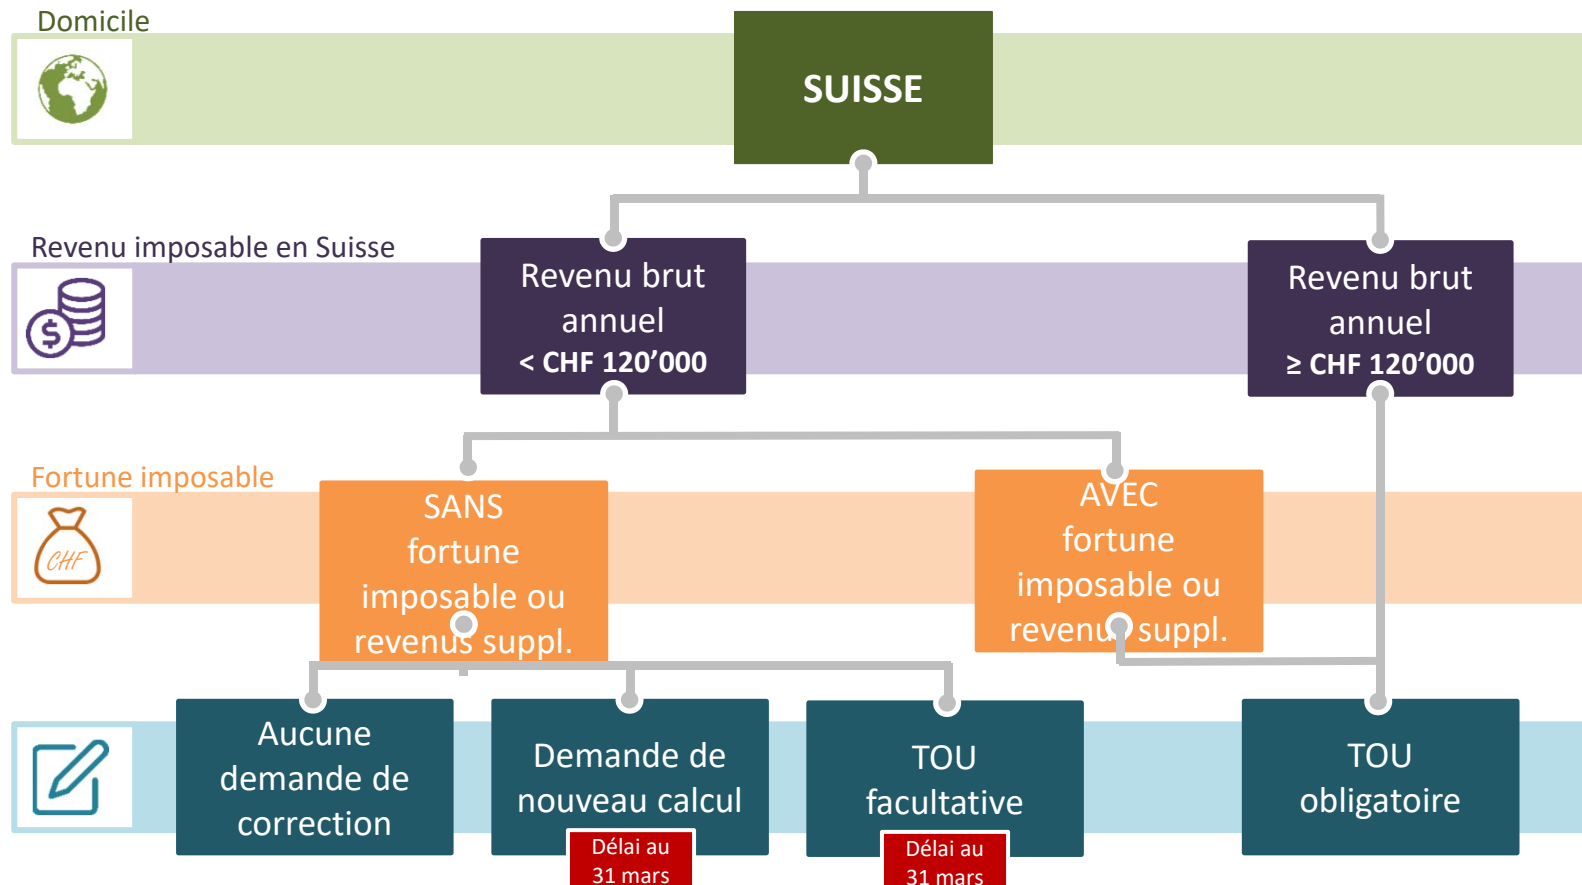 Domicile
SUISSE
Revenu imposable en Suisse
$
Revenu brut
annuel
< CHF 120’000
Revenu brut
annuel
≥ CHF 120’000
Fortune imposable
CHF
SANS
fortune
imposable ou
revenus suppl.
AVEC
fortune
imposable ou
revenus suppl.
Aucune
demande de
correction
Demande de
nouveau calcul
Délai au
31 mars
TOU
facultative
Délai au
31 mars
TOU
obligatoire